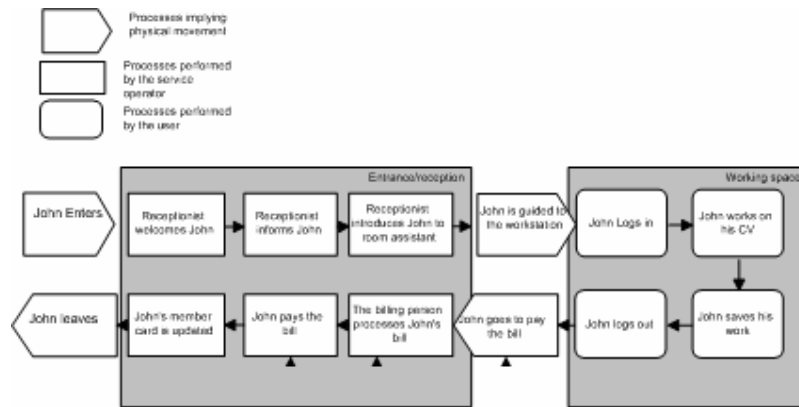 Processes implying
physical movement
Processes performed
by the service
operator
Processes performed
by the user
Entrance/reception
Working space
John Enters
Receptionist
welcomes John
Receptionist
informs John
Receptionist
introduces John to
room assistant
John is guided to
the workstation
John Logs in
John works on
his CV
John leaves
John's member
card is updated
John pays the
bill
The billing person
processes John's
bill
John goes to pay
the bill
John logs out
John saves his
work